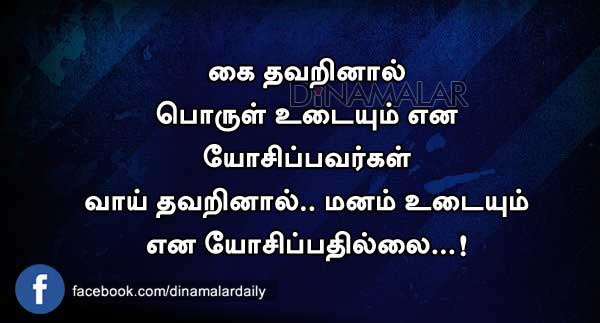 கை தவறினால்
DINAMALAR
பொருள் உடையும் என
யோசிப்பவர்கள்
வாய் தவறினால்.. மனம் உடையும்
என யோசிப்பதில்லை...!
f facebook.com/dinamalardaily